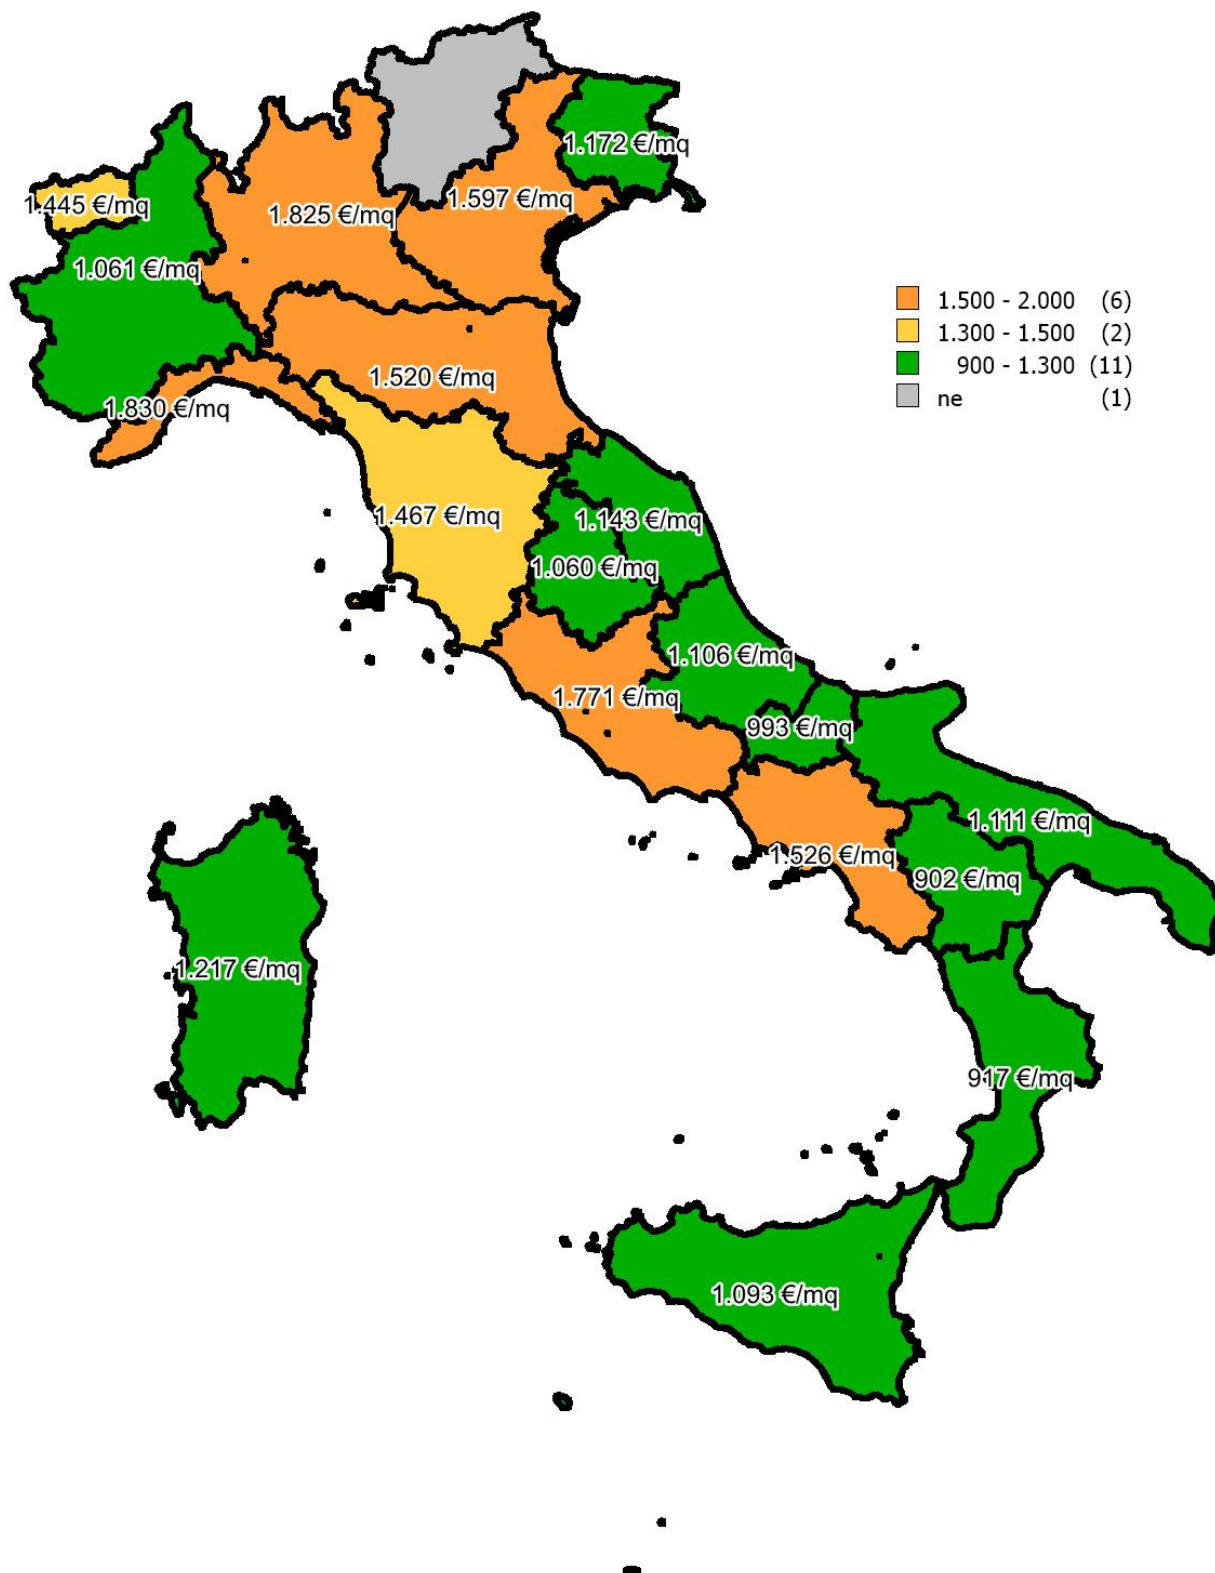 1.172 €/mq
1.597 €/mq
1.445 €/mq
1.825 €/mq
1.061 €/mq
1.500 - 2.000 (6)
1.300 - 1.500 (2)
900 - 1.300 (11)
ne (1)
1.520 €/mq
1.830 €/mq
1.467 €/mq
1.143 €/mq
1.060 €/mq
1.106 €/mq
1.771 €/mq
993 €/mq
1.111 €/mq
1.526 €/mq
902 €/mq
1.217 €/mq
917 €/mq
1.093 €/mq